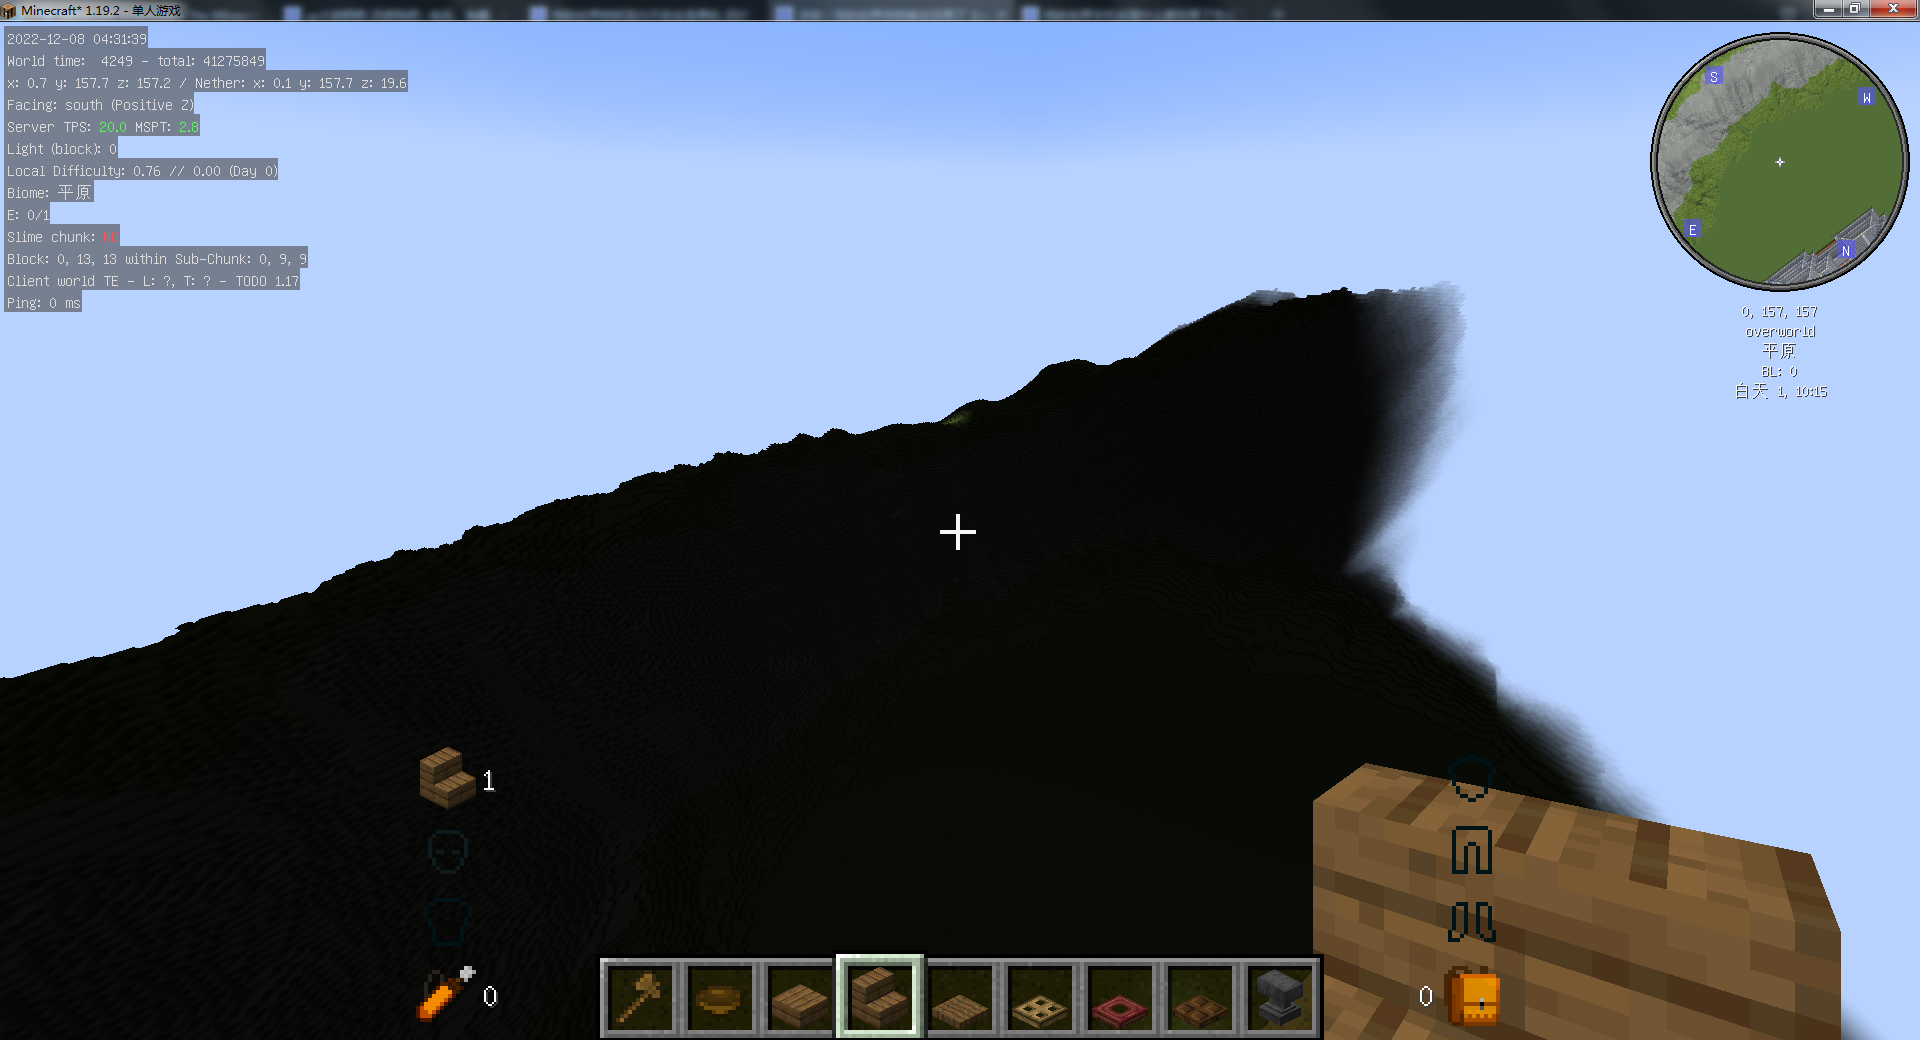 Minecraft* 1.19.2 - 单人游戏
2022-12-08 04:31:39
World time:  4249 - total: 41275849
x: 0.7 y: 157.7 z: 157.2 / Nether: x: 0.1 y: 157.7 z: 19.6
Facing: south (Positive Z)
Server TPS: 20.0 MSPT: 2.8
Light (block): 0
Local Difficulty: 0.76 // 0.00 (Day 0)
Biome: 平原
E: 0/1
Slime chunk: NO
Block: 0, 13, 13 within Sub-Chunk: 0, 9, 9
Client world TE - L: ?, T: ? - TODO 1.17
Ping: 0 ms
S
W
E
N
0, 157, 157
overworld
平原
BL: 0
白天 1, 10:15
1
0
0